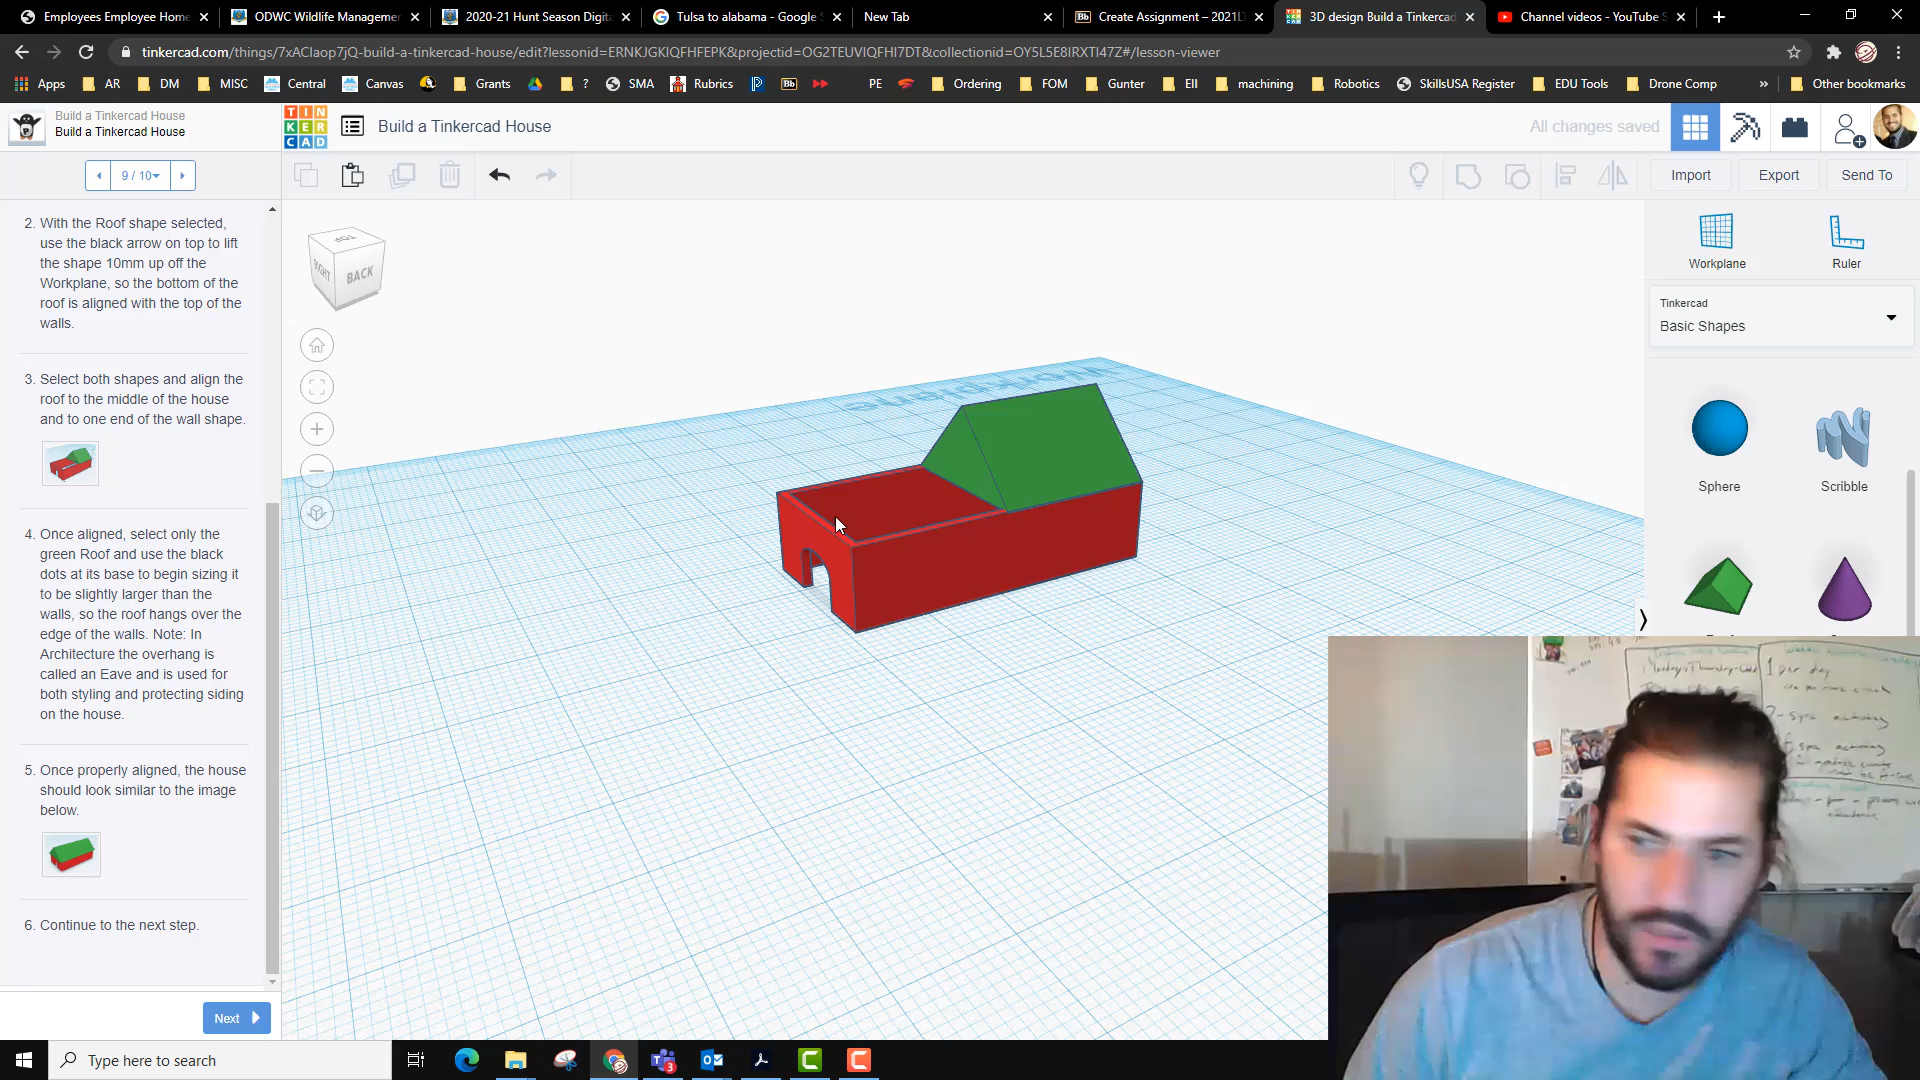 Employees Employee Home
ODWC Wildlife Managemen
2020-21 Hunt Season Digita
Tulsa to alabama - Google S
New Tab
Create Assignment – 2021L
3D design Build a Tinkercad
Channel videos - YouTube S
tinkercad.com/things/7xAClaop7jQ-build-a-tinkercad-house/edit?lessonid=ERNKJGKIQFHFEPK&projectid=OG2TEUVIQFHI7DT&collectionid=OY5L5E8IRXTI47Z#/lesson-viewer
Apps
AR
DM
MISC
Central
Canvas
Grants
?
SMA
Rubrics
Bb
PE
Ordering
FOM
Gunter
EII
machining
Robotics
SkillsUSA Register
EDU Tools
Drone Comp
»
Other bookmarks
Build a Tinkercad House
Build a Tinkercad House
TIN
KER
CAD
Build a Tinkercad House
All changes saved
9 / 10
Import
Export
Send To
2. With the Roof shape selected,
use the black arrow on top to lift
the shape 10mm up off the
Workplane, so the bottom of the
roof is aligned with the top of the
walls.
3. Select both shapes and align the
roof to the middle of the house
and to one end of the wall shape.
4. Once aligned, select only the
green Roof and use the black
dots at its base to begin sizing it
to be slightly larger than the
walls, so the roof hangs over the
edge of the walls. Note: In
Architecture the overhang is
called an Eave and is used for
both styling and protecting siding
on the house.
5. Once properly aligned, the house
should look similar to the image
below.
6. Continue to the next step.
Next
TOP
RIGHT
BACK
Workplane
Workplane
Ruler
Tinkercad
Basic Shapes
Sphere
Scribble
1 per day
Type here to search
3